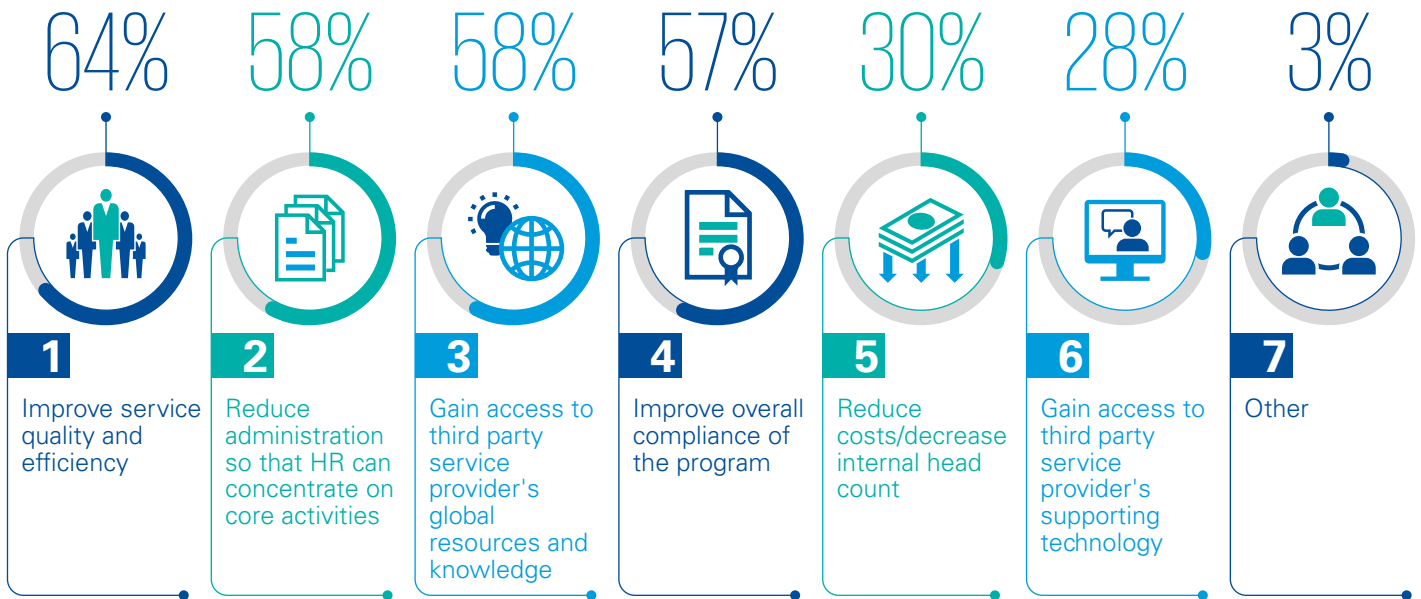 64%
58%
58%
57%
30%
28%
3%
1
Improve service
quality and
efficiency
2
Reduce
administration
so that HR can
concentrate on
core activities
3
Gain access to
third party
service
provider's
global
resources and
knowledge
4
Improve overall
compliance of
the program
5
Reduce
costs/decrease
internal head
count
6
Gain access to
third party
service
provider's
supporting
technology
7
Other